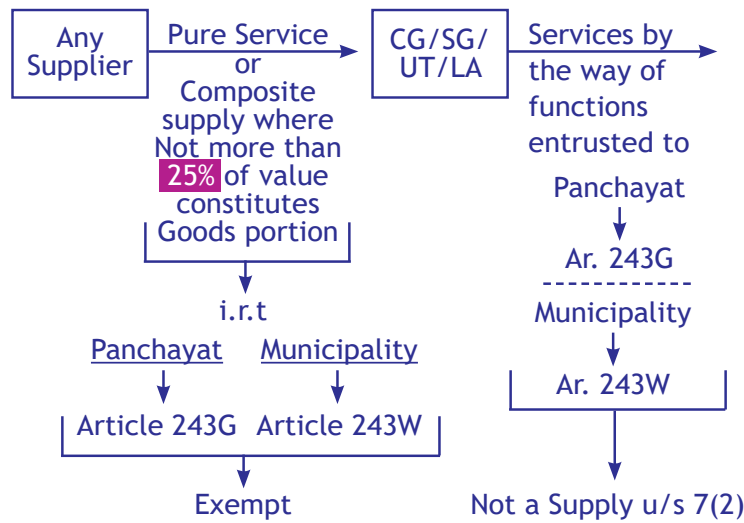 Any
Supplier
Pure Service
or
Composite
supply where
Not more than
25% of value
constitutes
Goods portion
i.r.t
Panchayat Municipality
Article 243G Article 243W
Exempt
CG/SG/
UT/LA
Services by
the way of
functions
entrusted to
Panchayat
Ar. 243G
Municipality
Ar. 243W
Not a Supply u/s 7(2)